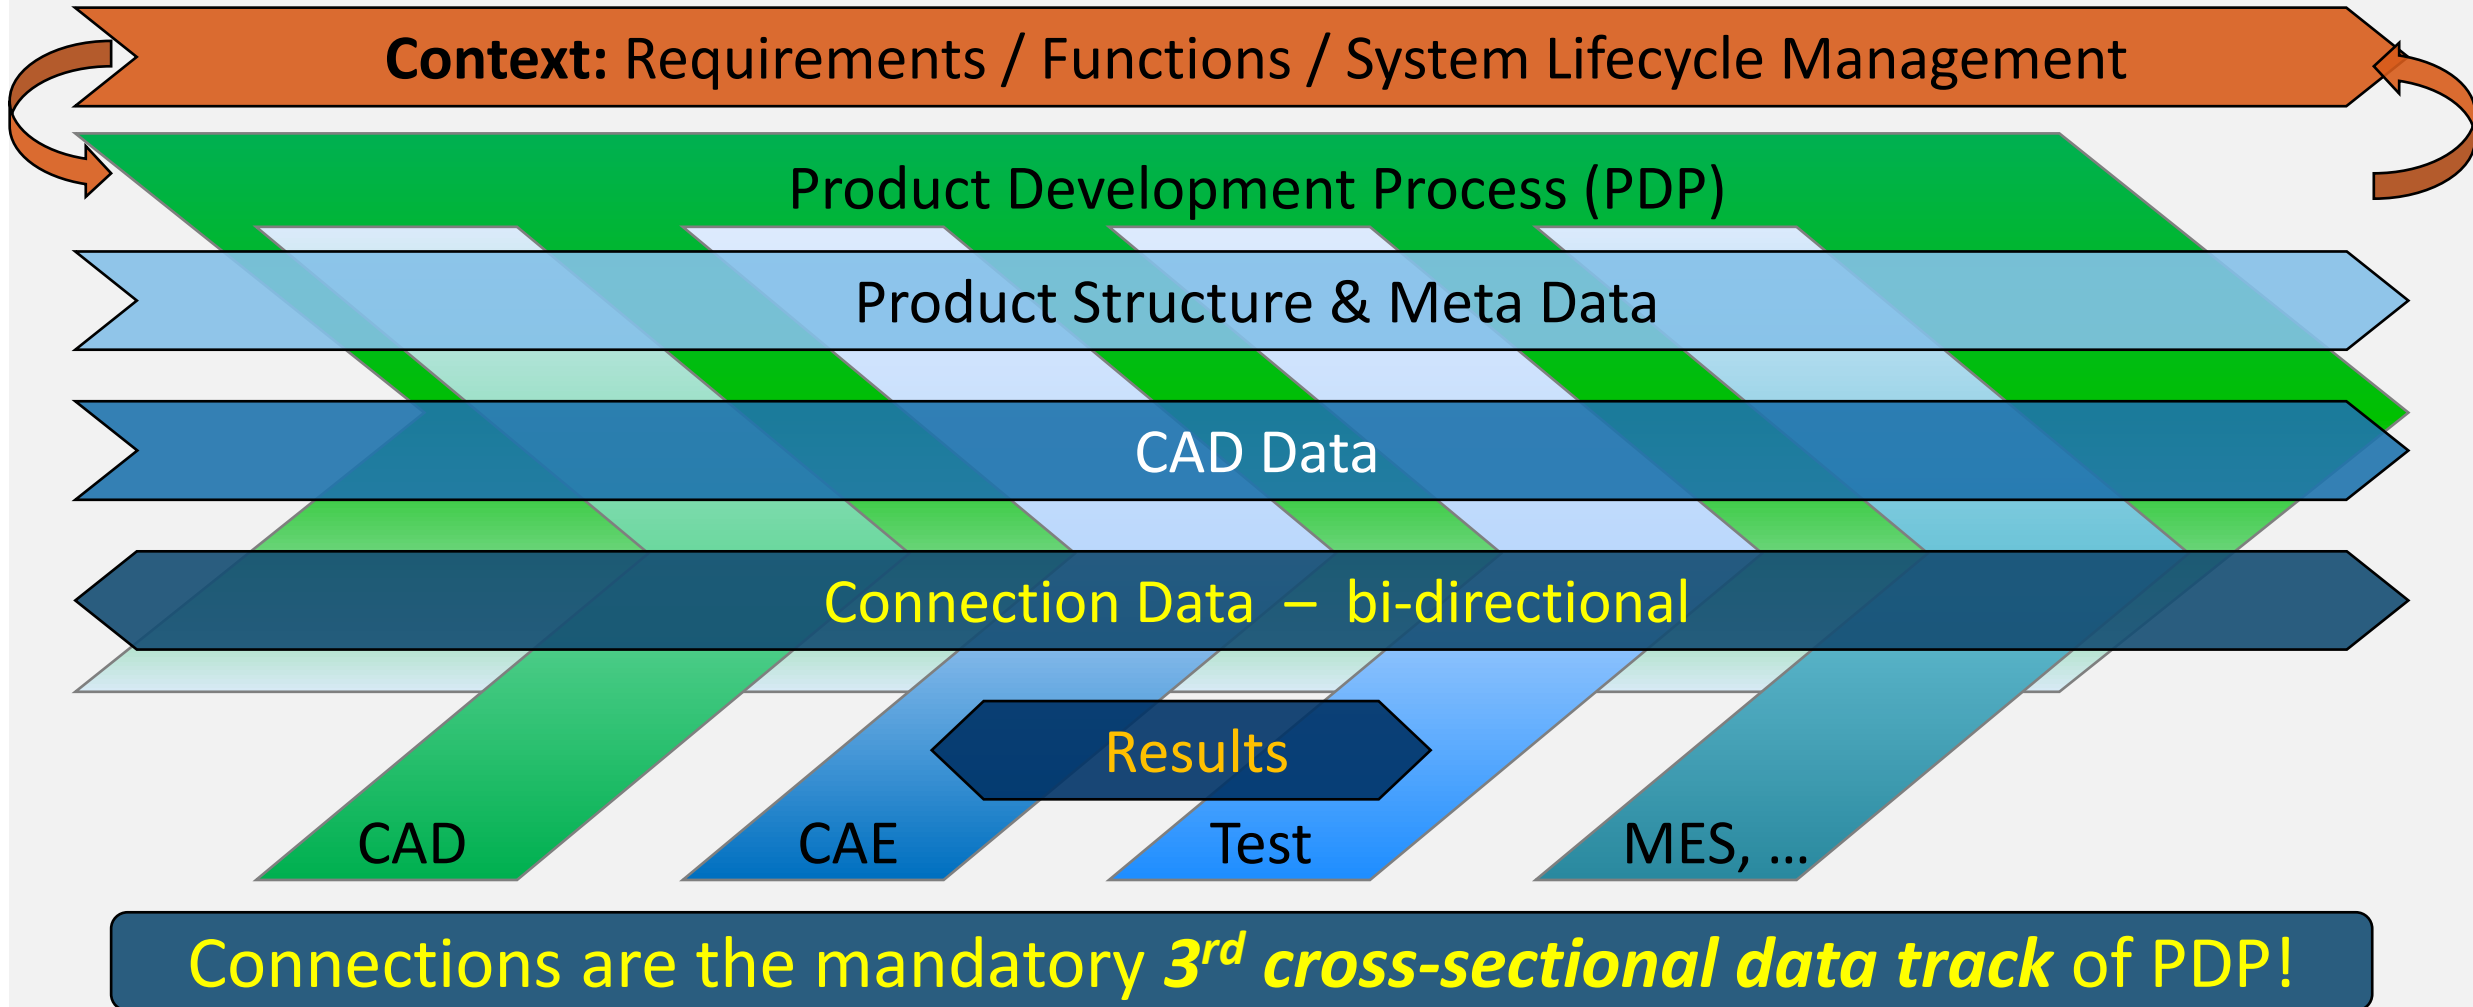 Context: Requirements / Functions / System Lifecycle Management
Product Development Process (PDP)
Product Structure & Meta Data
CAD Data
Connection Data – bi-directional
Results
CAD
CAE
Test
MES, ...
Connections are the mandatory 3rd cross-sectional data track of PDP!